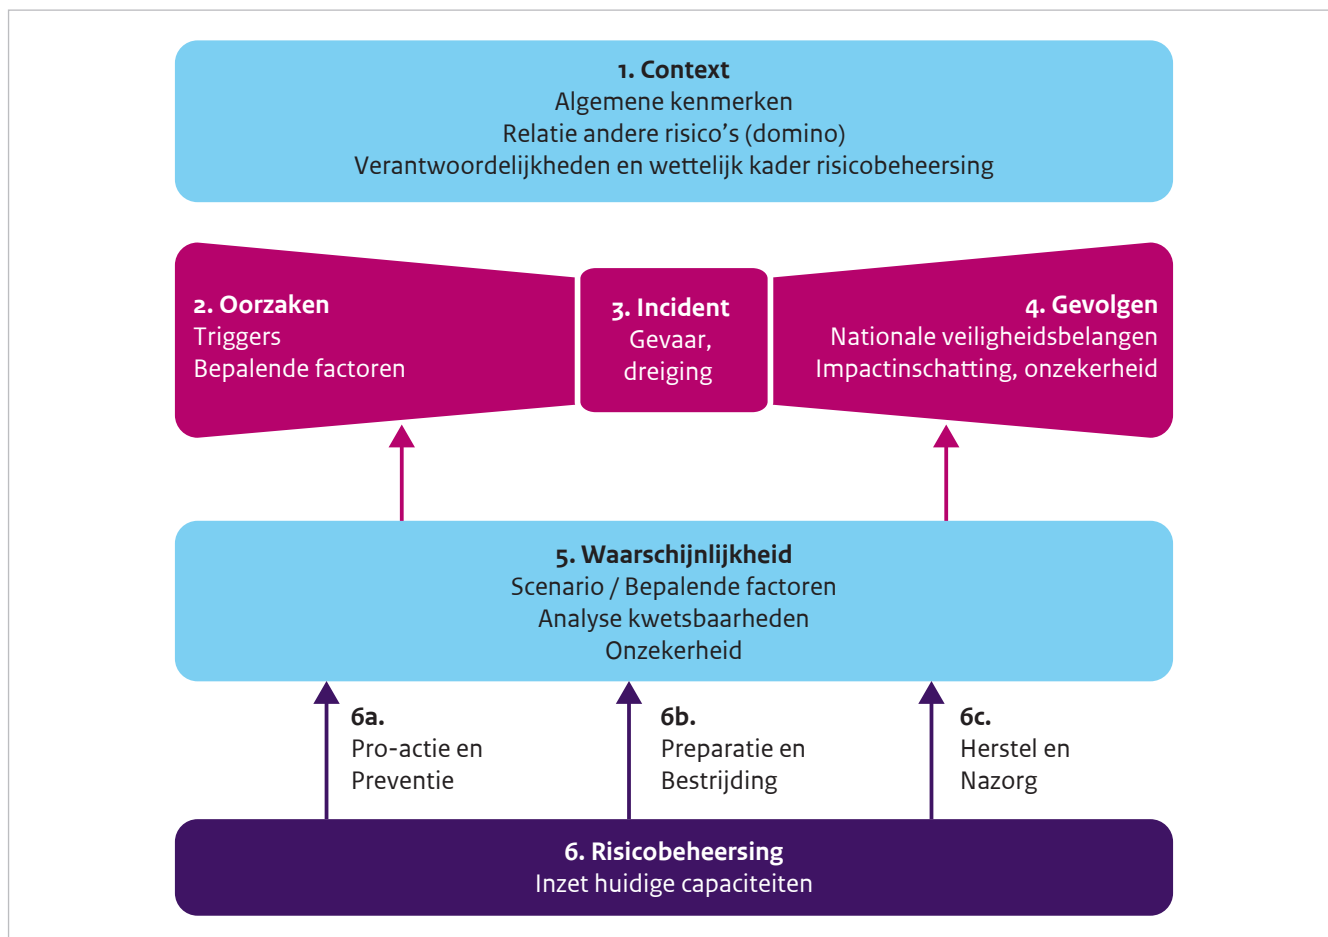 1. Context
Algemene kenmerken
Relatie andere risico’s (domino)
Verantwoordelijkheden en wettelijk kader risicobeheersing
2. Oorzaken
Triggers
Bepalende factoren
3. Incident
Gevaar,
dreiging
4. Gevolgen
Nationale veiligheidsbelangen
Impactinschatting, onzekerheid
5. Waarschijnlijkheid
Scenario / Bepalende factoren
Analyse kwetsbaarheden
Onzekerheid
6a.
Pro-actie en
Preventie
6b.
Preparatie en
Bestrijding
6c.
Herstel en
Nazorg
6. Risicobeheersing
Inzet huidige capaciteiten